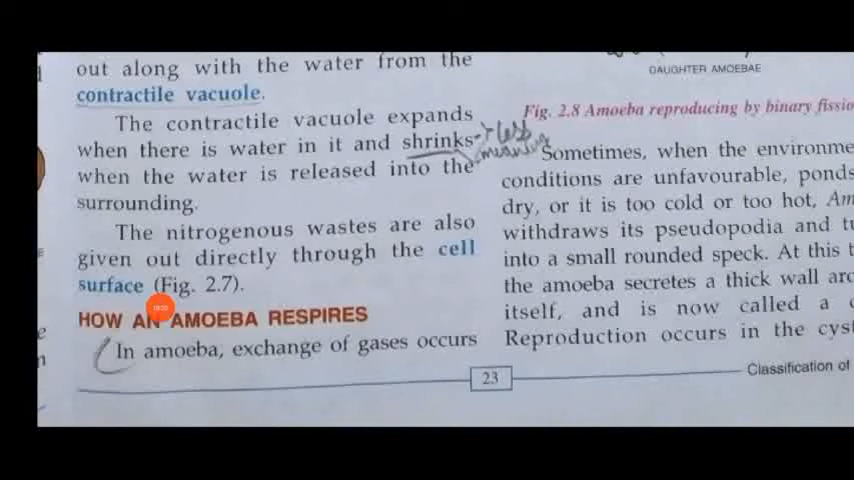 out along with the water from the
contractile vacuole.
The contractile vacuole expands
when there is water in it and shrinks
when the water is released into the
surrounding.
The nitrogenous wastes are also
given out directly through the cell
surface (Fig. 2.7).
HOW AN AMOEBA RESPIRES
In amoeba, exchange of gases occurs
less
meaning
DAUGHTER AMOEBAE
Fig. 2.8 Amoeba reproducing by binary fissio
Sometimes, when the environme
conditions are unfavourable, ponds
dry, or it is too cold or too hot, Am
withdraws its pseudopodia and tu
into a small rounded speck. At this t
the amoeba secretes a thick wall aro
itself, and is now called a c
Reproduction occurs in the cyst
23
Classification of